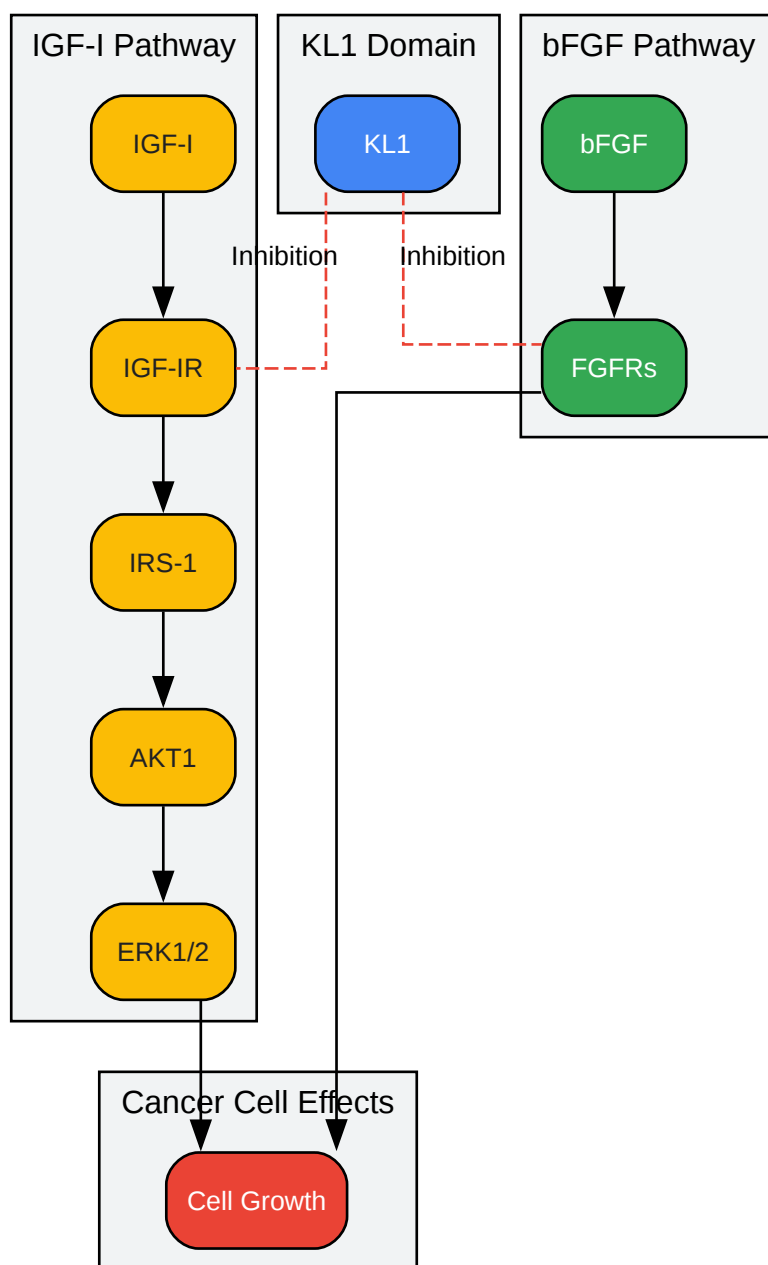 IGF-I Pathway
KL1 Domain
bFGF Pathway
IGF-I
KL1
bFGF
Inhibition
Inhibition
IGF-IR
FGFRs
IRS-1
AKT1
ERK1/2
Cancer Cell Effects
Cell Growth